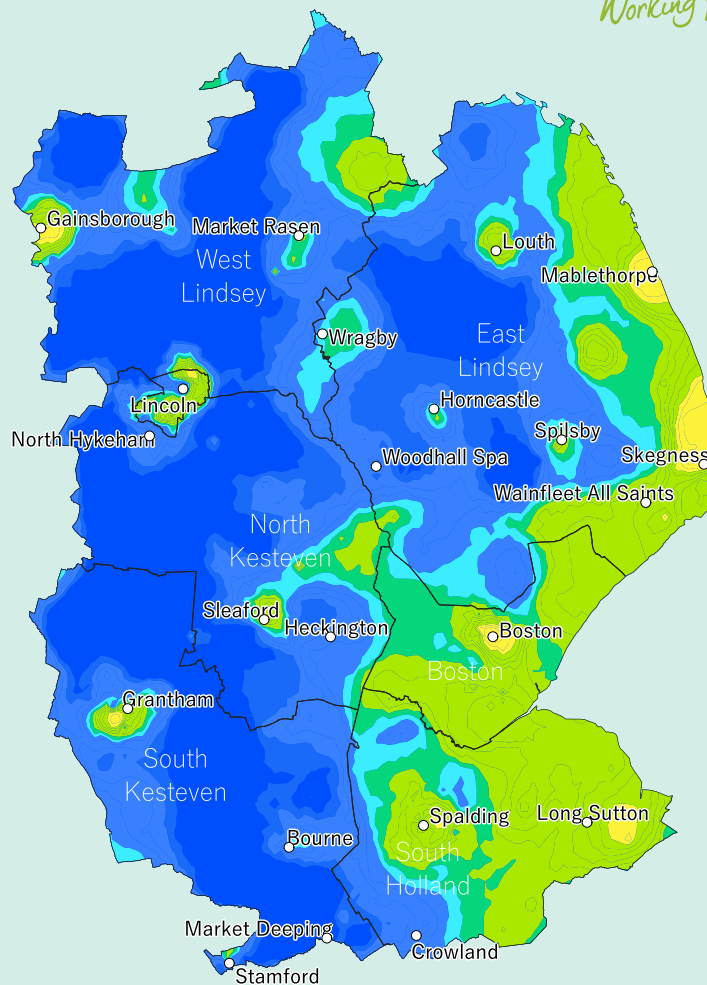 Working
Gainsborough
Market Rasen
West
Lindsey
Louth
Mablethorpe
Wragby
East
Lindsey
Lincoln
Horncastle
North Hykeham
Spilsby
Woodhall Spa
Skegness
Wainfleet All Saints
North
Kesteven
Sleaford
Heckington
Boston
Boston
Grantham
South
Kesteven
Spalding
Long Sutton
Bourne
South
Holland
Market Deeping
Crowland
Stamford